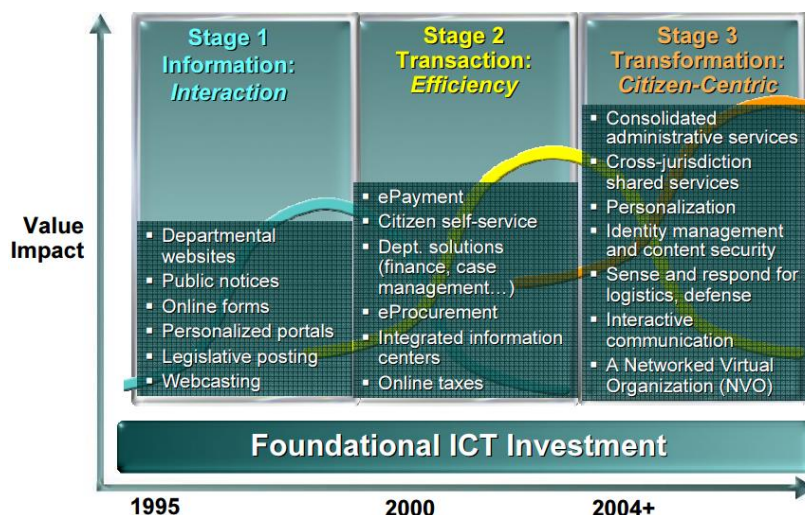 Stage 1
Information:
Interaction
Stage 2
Transaction:
Efficiency
Stage 3
Transformation:
Citizen-Centric
Value
Impact
▪ Departmental
websites
▪ Public notices
▪ Online forms
▪ Personalized portals
▪ Legislative posting
▪ Webcasting
▪ ePayment
▪ Citizen self-service
▪ Dept. solutions
(finance, case
management…)
▪ eProcurement
▪ Integrated information
centers
▪ Online taxes
▪ Consolidated
administrative services
▪ Cross-jurisdiction
shared services
▪ Personalization
▪ Identity management
and content security
▪ Sense and respond for
logistics, defense
▪ Interactive
communication
▪ A Networked Virtual
Organization (NVO)
Foundational ICT Investment
1995
2000
2004+